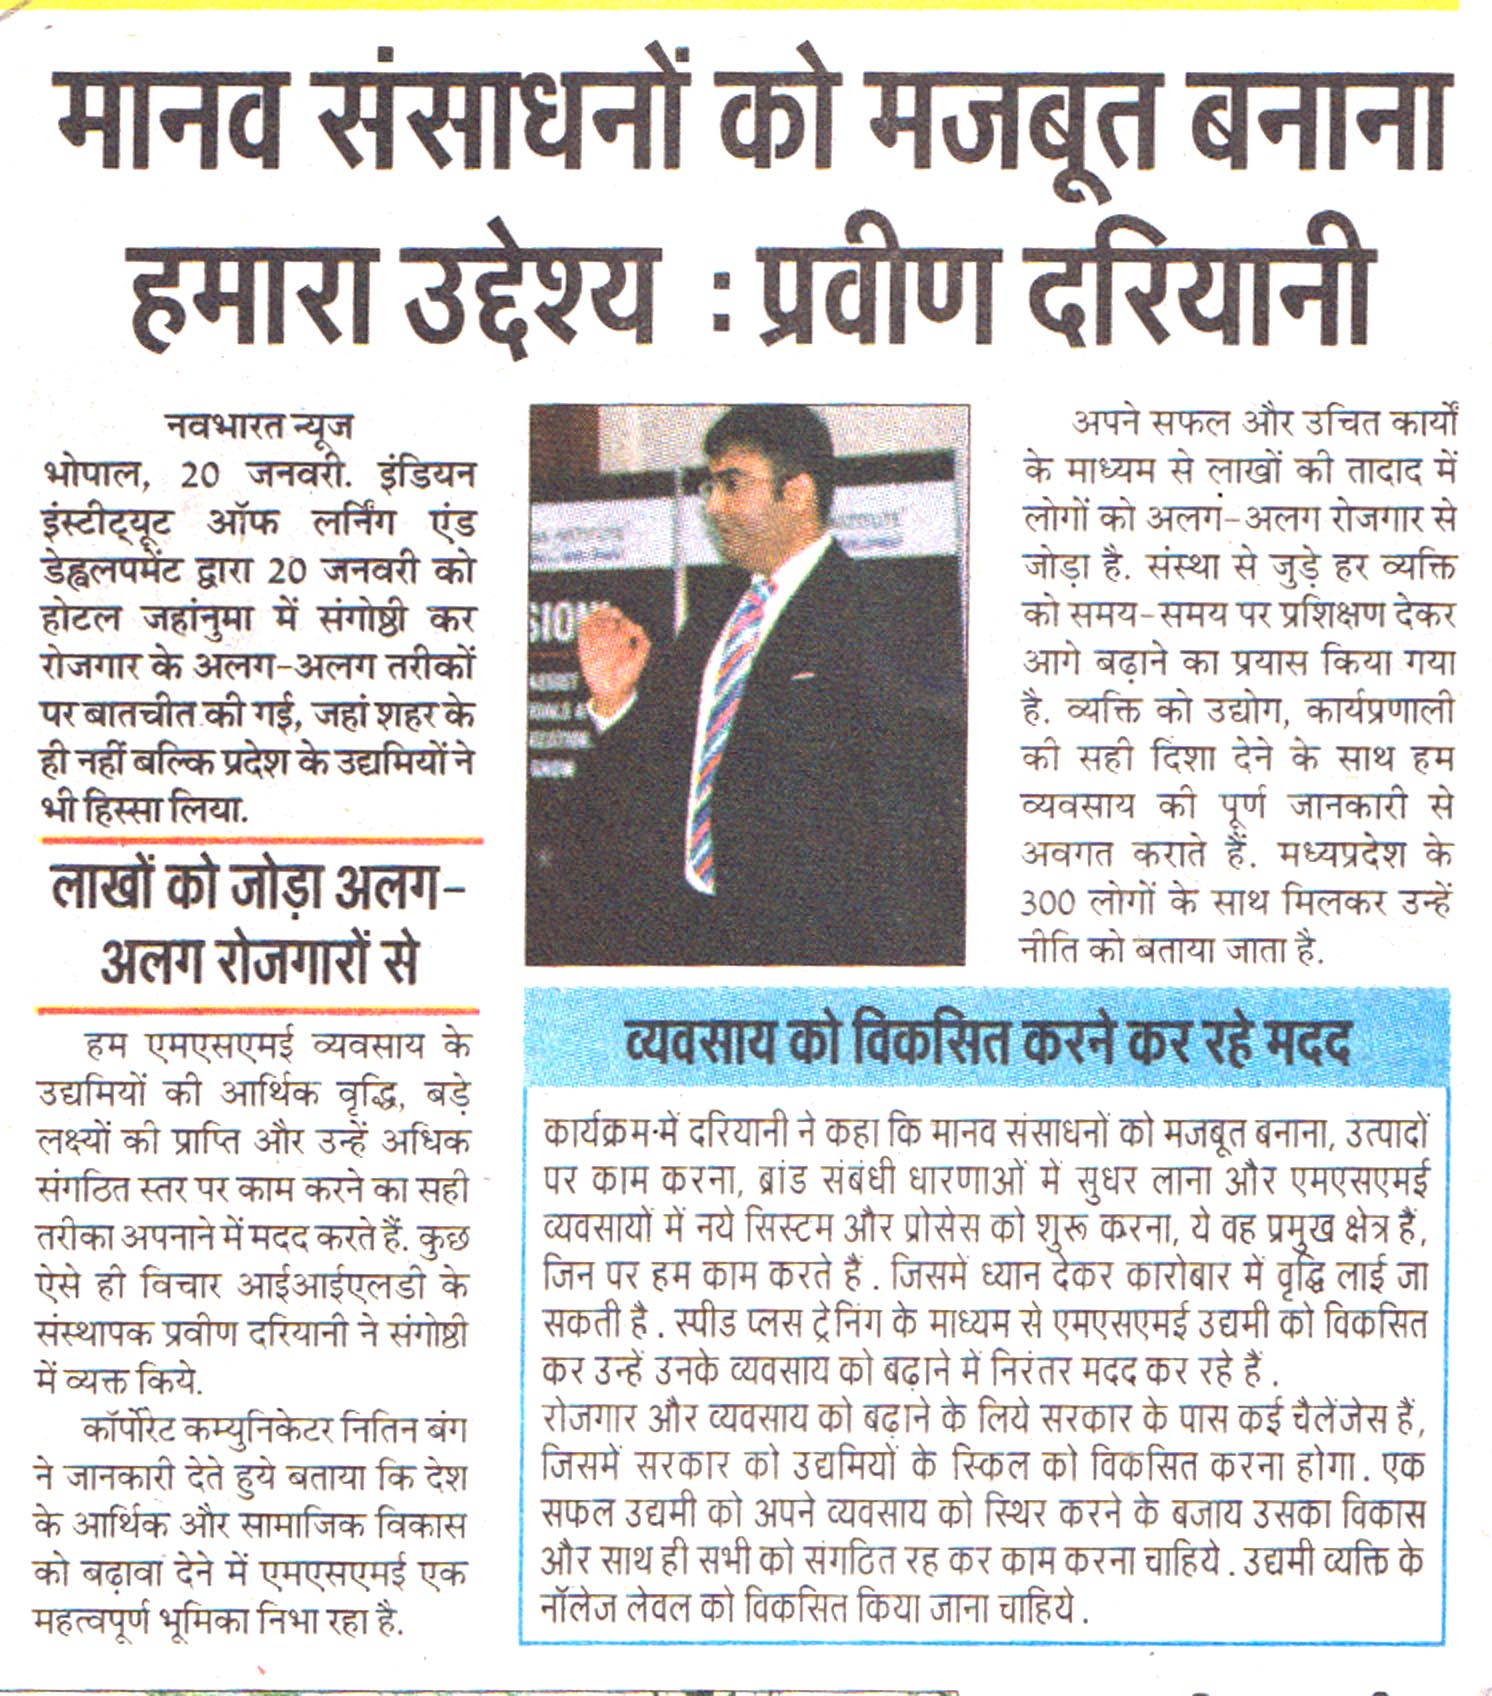 मानव संसाधनों को मजबूत बनाना
हमारा उद्देश्य : प्रवीण दरियानी
नवभारत न्यूज
भोपाल, 20 जनवरी. इंडियन
इंस्टीट्यूट ऑफ लर्निंग एंड
डेह्वलपमेंट द्वारा 20 जनवरी को
होटल जहांनुमा में संगोष्ठी कर
रोजगार के अलग-अलग तरीकों
पर बातचीत की गई, जहां शहर के
ही नहीं बल्कि प्रदेश के उद्यमियों ने
भी हिस्सा लिया.
लाखों को जोड़ा अलग-
अलग रोजगारों से
हम एमएसएमई व्यवसाय के
उद्यमियों की आर्थिक वृद्धि, बड़े
लक्ष्यों की प्राप्ति और उन्हें अधिक
संगठित स्तर पर काम करने का सही
तरीका अपनाने में मदद करते हैं. कुछ
ऐसे ही विचार आईआईएलडी के
संस्थापक प्रवीण दरियानी ने संगोष्ठी
में व्यक्त किये.
कॉर्पोरेट कम्युनिकेटर नितिन बंग
ने जानकारी देते हुये बताया कि देश
के आर्थिक और सामाजिक विकास
को बढ़ावा देने में एमएसएमई एक
महत्वपूर्ण भूमिका निभा रहा है.
SION
अपने सफल और उचित कार्यों
के माध्यम से लाखों की तादाद में
लोगों को अलग-अलग रोजगार से
जोड़ा है. संस्था से जुड़े हर व्यक्ति
को समय-समय पर प्रशिक्षण देकर
आगे बढ़ाने का प्रयास किया गया
है. व्यक्ति को उद्योग, कार्यप्रणाली
की सही दिशा देने के साथ हम
व्यवसाय की पूर्ण जानकारी से
अवगत कराते हैं. मध्यप्रदेश के
300 लोगों के साथ मिलकर उन्हें
नीति को बताया जाता है.
व्यवसाय को विकसित करने कर रहे मदद
कार्यक्रम में दरियानी ने कहा कि मानव संसाधनों को मजबूत बनाना, उत्पादों
पर काम करना, ब्रांड संबंधी धारणाओं में सुधर लाना और एमएसएमई
व्यवसायों में नये सिस्टम और प्रोसेस को शुरू करना, ये वह प्रमुख क्षेत्र हैं,
जिन पर हम काम करते हैं. जिसमें ध्यान देकर कारोबार में वृद्धि लाई जा
सकती है. स्पीड प्लस ट्रेनिंग के माध्यम से एमएसएमई उद्यमी को विकसित
कर उन्हें उनके व्यवसाय को बढ़ाने में निरंतर मदद कर रहे हैं.
रोजगार और व्यवसाय को बढ़ाने के लिये सरकार के पास कई चैलेंजेस हैं,
जिसमें सरकार को उद्यमियों के स्किल को विकसित करना होगा. एक
सफल उद्यमी को अपने व्यवसाय को स्थिर करने के बजाय उसका विकास
और साथ ही सभी को संगठित रह कर काम करना चाहिये. उद्यमी व्यक्ति के
नॉलेज लेवल को विकसित किया जाना चाहिये.